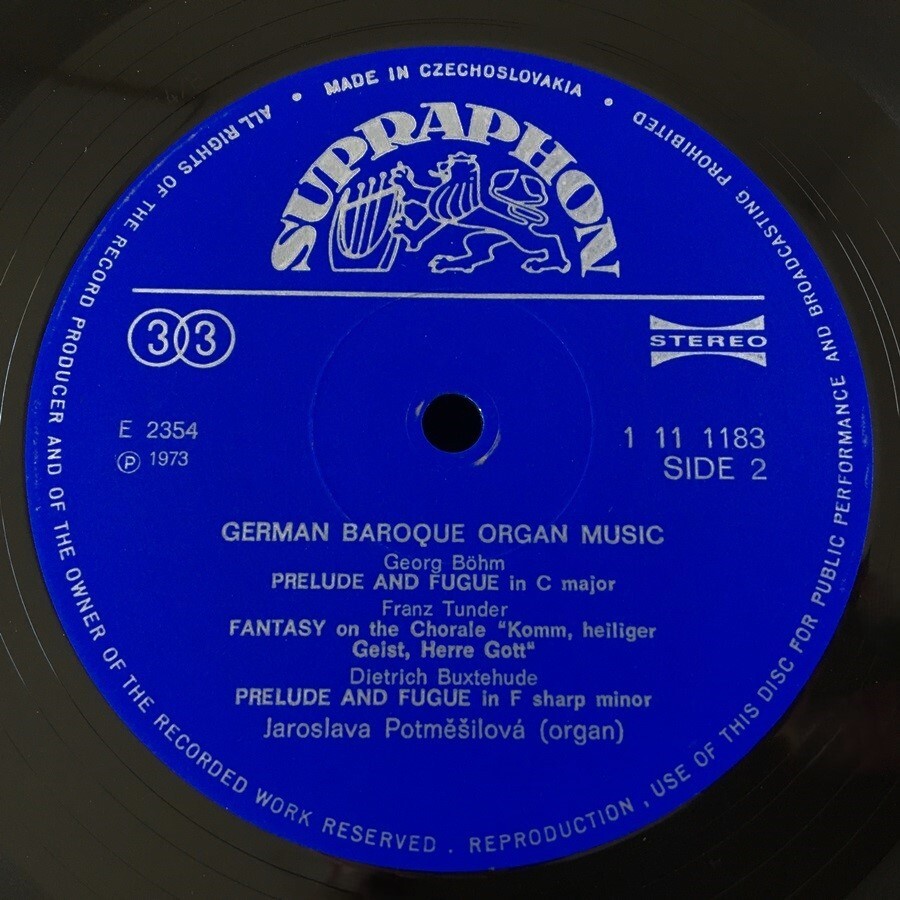 MADE IN CZECHOSLOVAKIA
ALL RIGHTS OF THE RECORD PRODUCER AND OF THE OWNER OF THE RECORDED WORK RESERVED . REPRODUCTION , USE OF THIS DISC FOR PUBLIC PERFORMANCE AND BROADCASTING PROHIBITED
SUPRAPHON
33
STEREO
E 2354
Ⓟ 1973
1 11 1183
SIDE 2
GERMAN BAROQUE ORGAN MUSIC
Georg Böhm
PRELUDE AND FUGUE in C major
Franz Tunder
FANTASY on the Chorale "Komm, heiliger
Geist, Herre Gott"
Dietrich Buxtehude
PRELUDE AND FUGUE in F sharp minor
Jaroslava Potměšilová (organ)